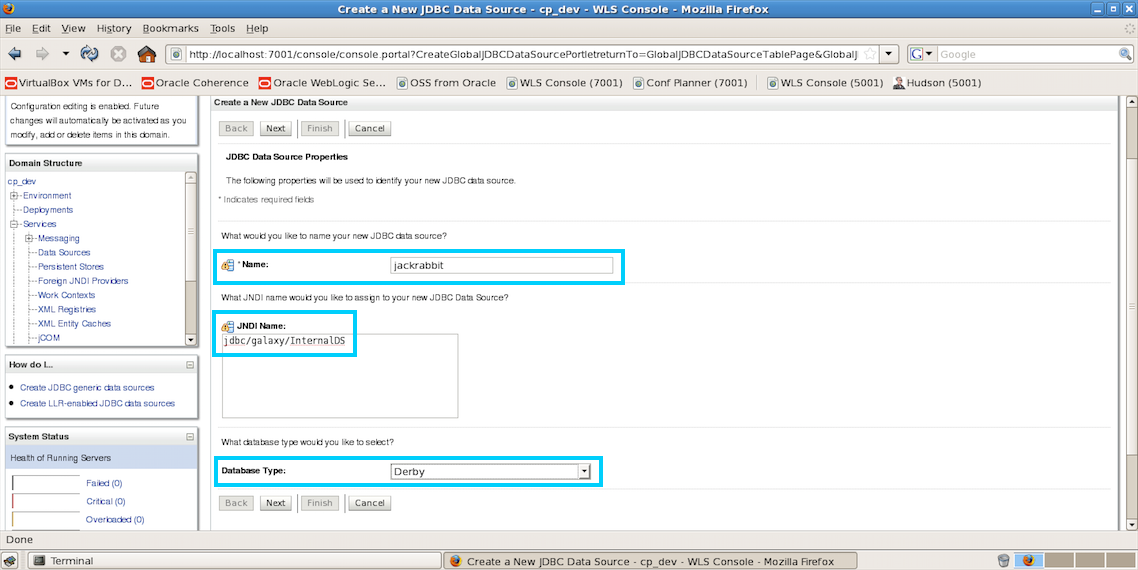 Create a New JDBC Data Source - cp_dev - WLS Console - Mozilla Firefox
File Edit View History Bookmarks Tools Help
http://localhost:7001/console/console.portal?CreateGlobalJDBCDataSourcePortletreturnTo=GlobalJDBCDataSourceTablePage&GlobalJ
Google
VirtualBox VMs for D... Oracle Coherence Oracle WebLogic Se... OSS from Oracle WLS Console (7001) Conf Planner (7001) WLS Console (5001) Hudson (5001)
Configuration editing is enabled. Future
changes will automatically be activated as you
modify, add or delete items in this domain.
Domain Structure
cp_dev
Environment
Deployments
Services
Messaging
Data Sources
Persistent Stores
Foreign JNDI Providers
Work Contexts
XML Registries
XML Entity Caches
jCOM
How do I...
Create JDBC generic data sources
Create LLR-enabled JDBC data sources
System Status
Health of Running Servers
Failed (0)
Critical (0)
Overloaded (0)
Create a New JDBC Data Source
Back Next Finish Cancel
JDBC Data Source Properties
The following properties will be used to identify your new JDBC data source.
* Indicates required fields
What would you like to name your new JDBC data source?
* Name: jackrabbit
What JNDI name would you like to assign to your new JDBC Data Source?
JNDI Name:
jdbc/galaxy/InternalDS
What database type would you like to select?
Database Type: Derby
Back Next Finish Cancel
Done
Terminal Create a New JDBC Data Source - cp_dev - WLS Console - Mozilla Firefox